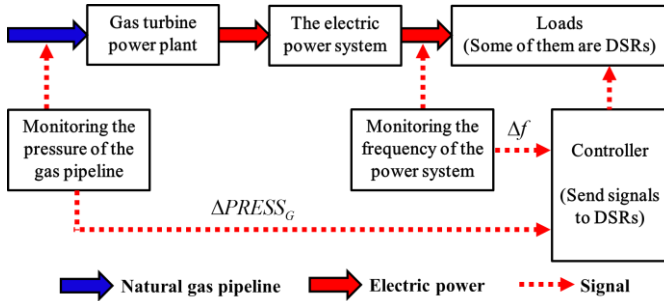 Gas turbine
power plant
The electric
power system
Loads
(Some of them are DSRs)
Monitoring the
pressure of the
gas pipeline
Monitoring the
frequency of the
power system
Δf
Controller
(Send signals
to DSRs)
ΔPRESS_G
Natural gas pipeline
Electric power
Signal